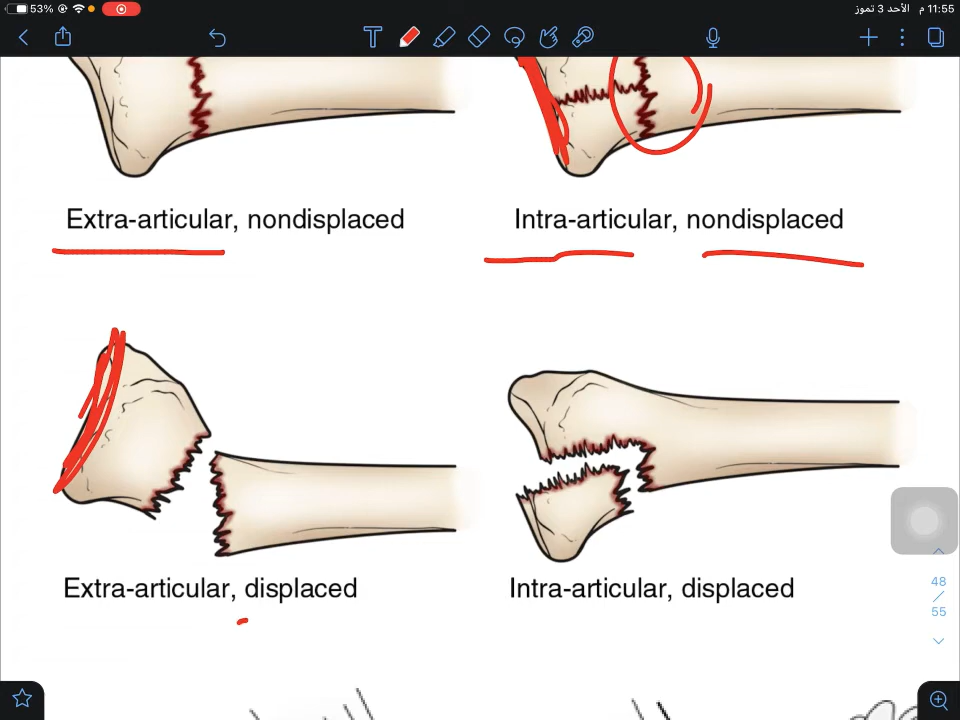 53% الأحد 3 تموز 11:55 م
Extra-articular, nondisplaced
Intra-articular, nondisplaced
Extra-articular, displaced
Intra-articular, displaced
48
/
55